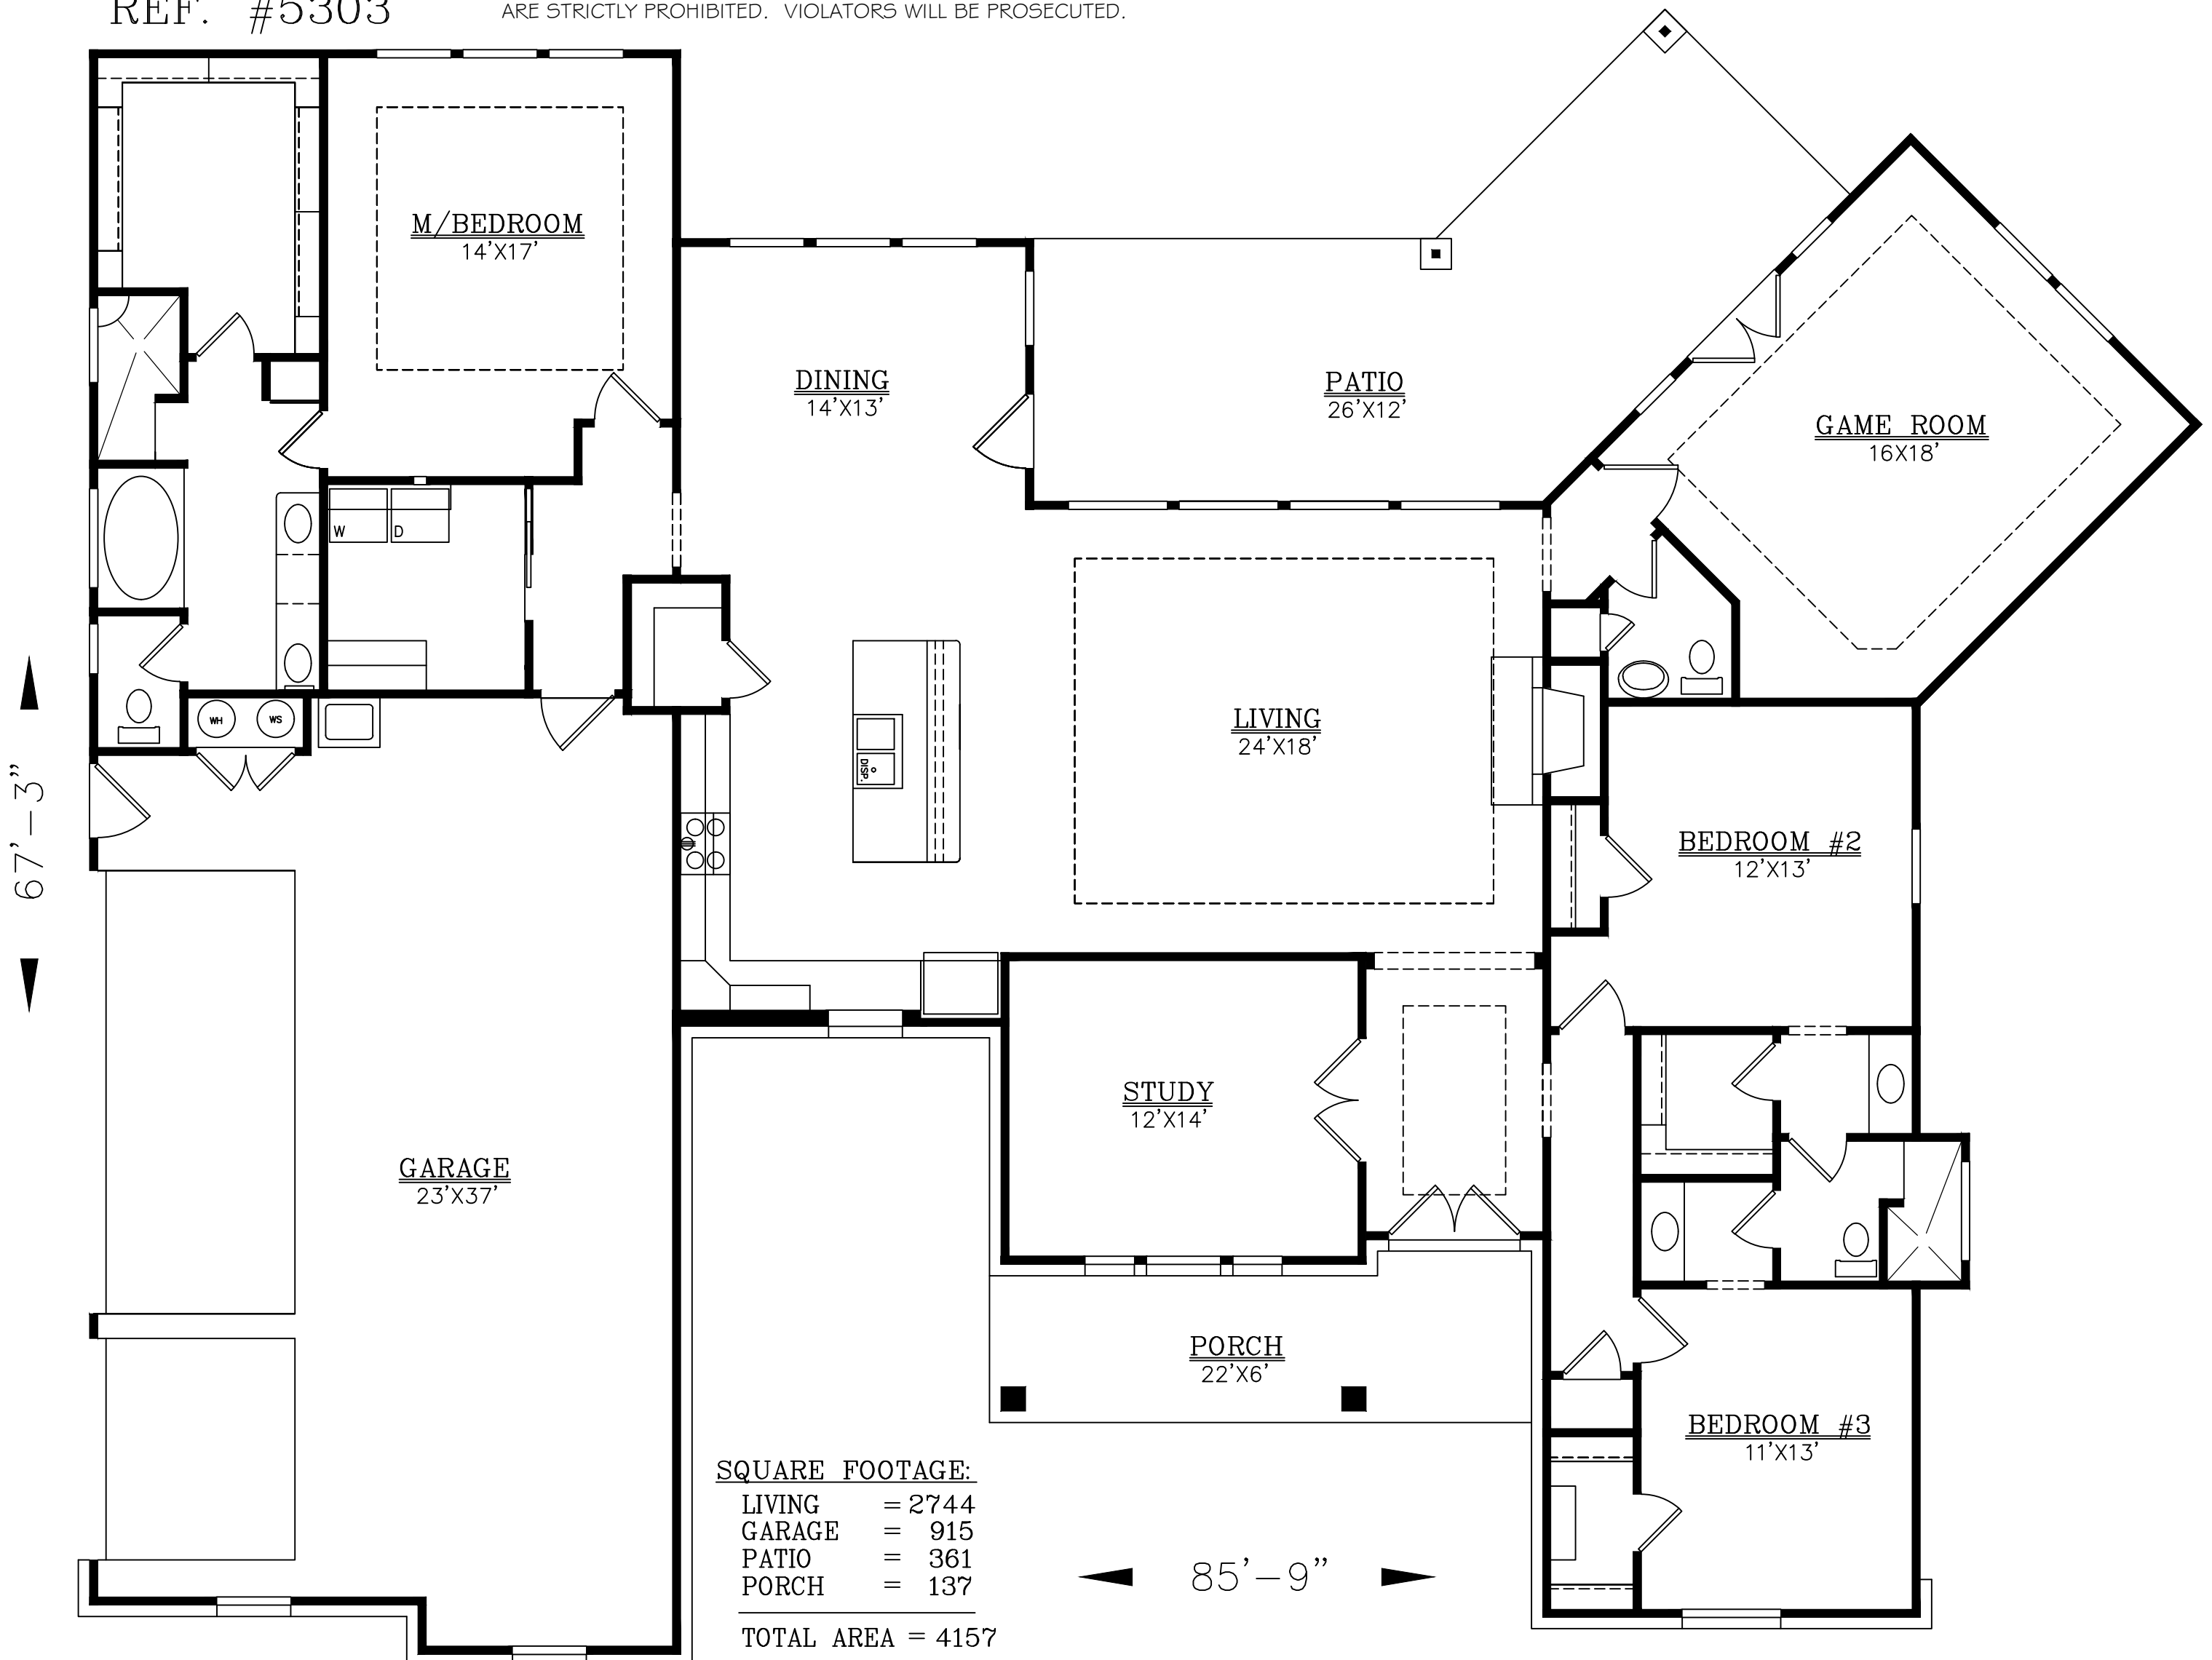 REF. #5303
ARE STRICTLY PROHIBITED. VIOLATORS WILL BE PROSECUTED.
M/BEDROOM
14'X17'
DINING
14'X13'
PATIO
26'X12'
GAME ROOM
16X18'
W
D
WH
WS
DISP.
LIVING
24'X18'
67'-3"
BEDROOM #2
12'X13'
STUDY
12'X14'
GARAGE
23'X37'
PORCH
22'X6'
BEDROOM #3
11'X13'
SQUARE FOOTAGE:
LIVING = 2744
GARAGE = 915
PATIO = 361
PORCH = 137
TOTAL AREA = 4157
85'-9"